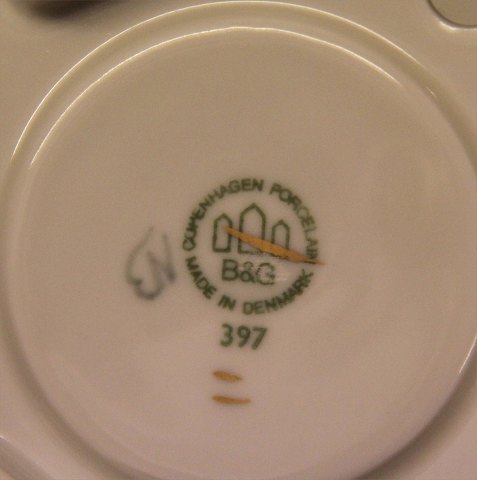 COPENHAGEN PORCELAIN
B&G
MADE IN DENMARK
397